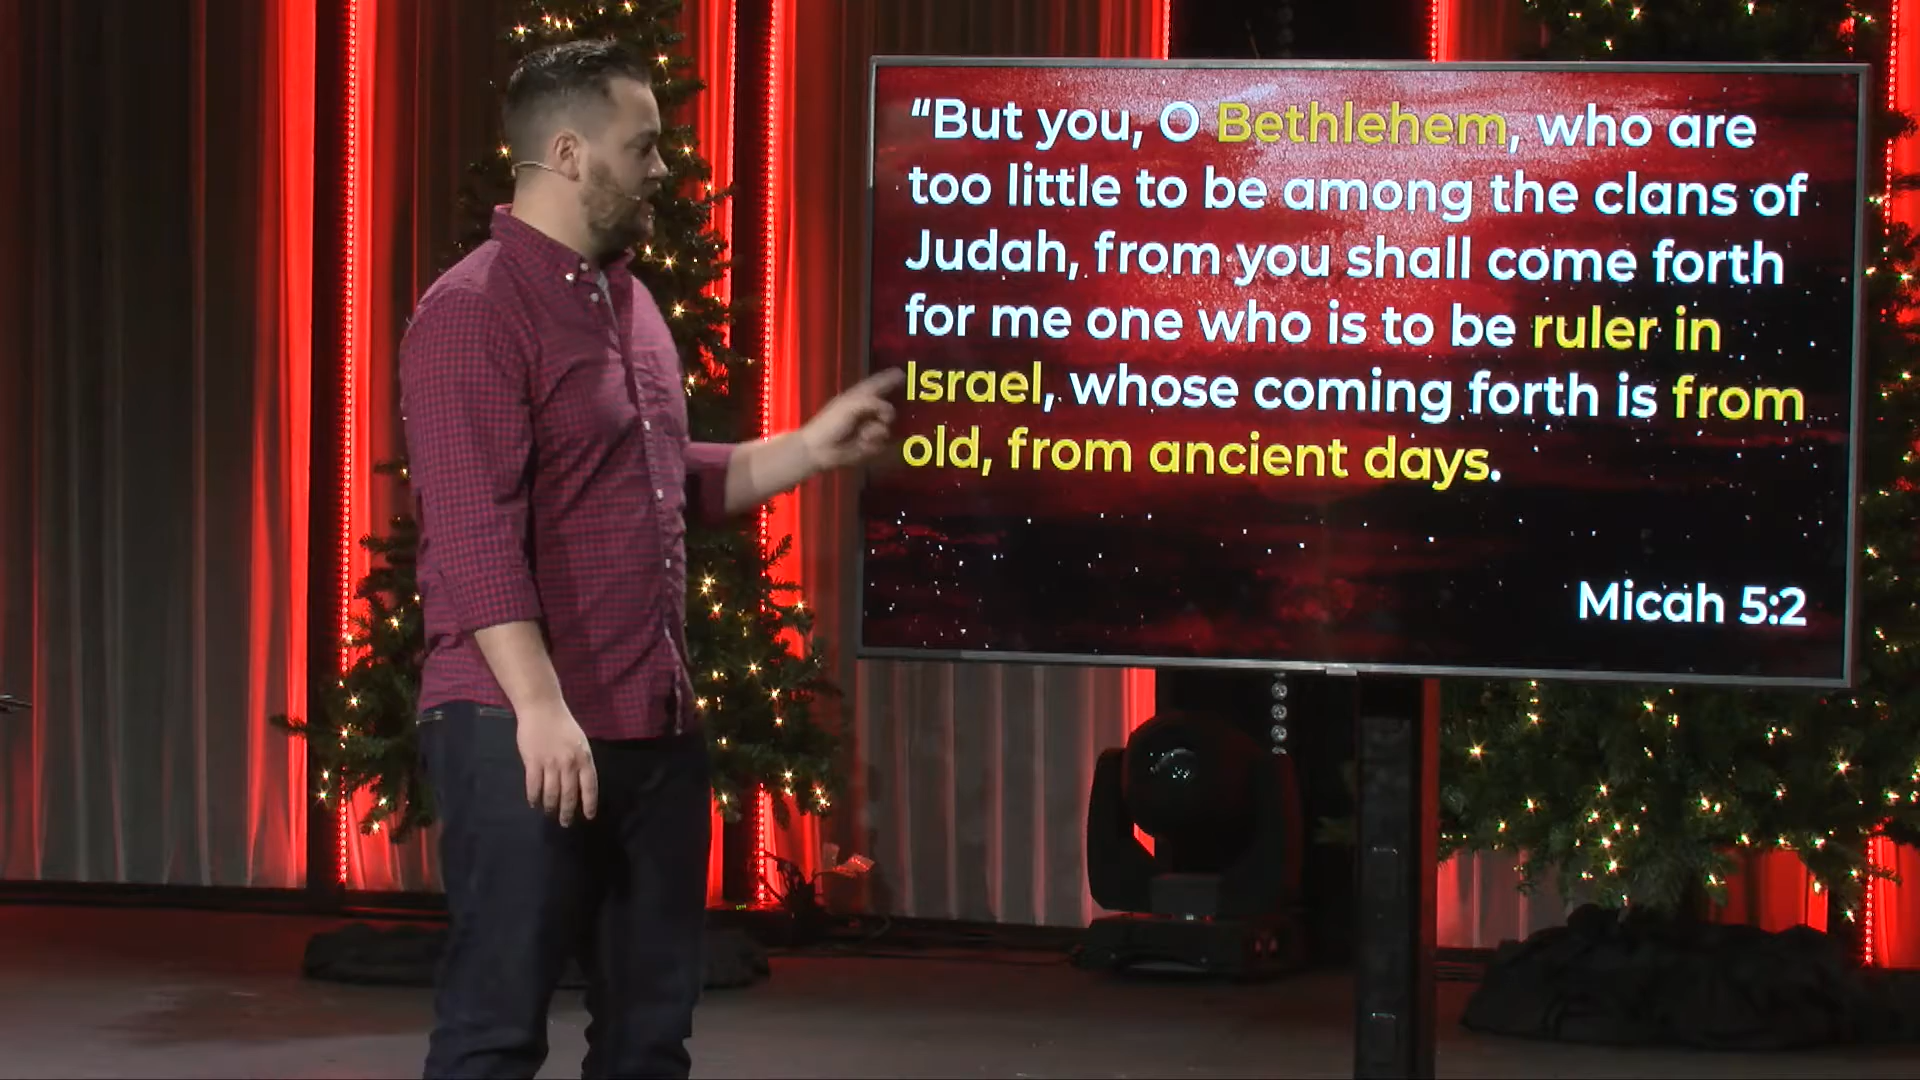 “But you, O Bethlehem, who are
too little to be among the clans of
Judah, from you shall come forth
for me one who is to be ruler in
Israel, whose coming forth is from
old, from ancient days.
Micah 5:2